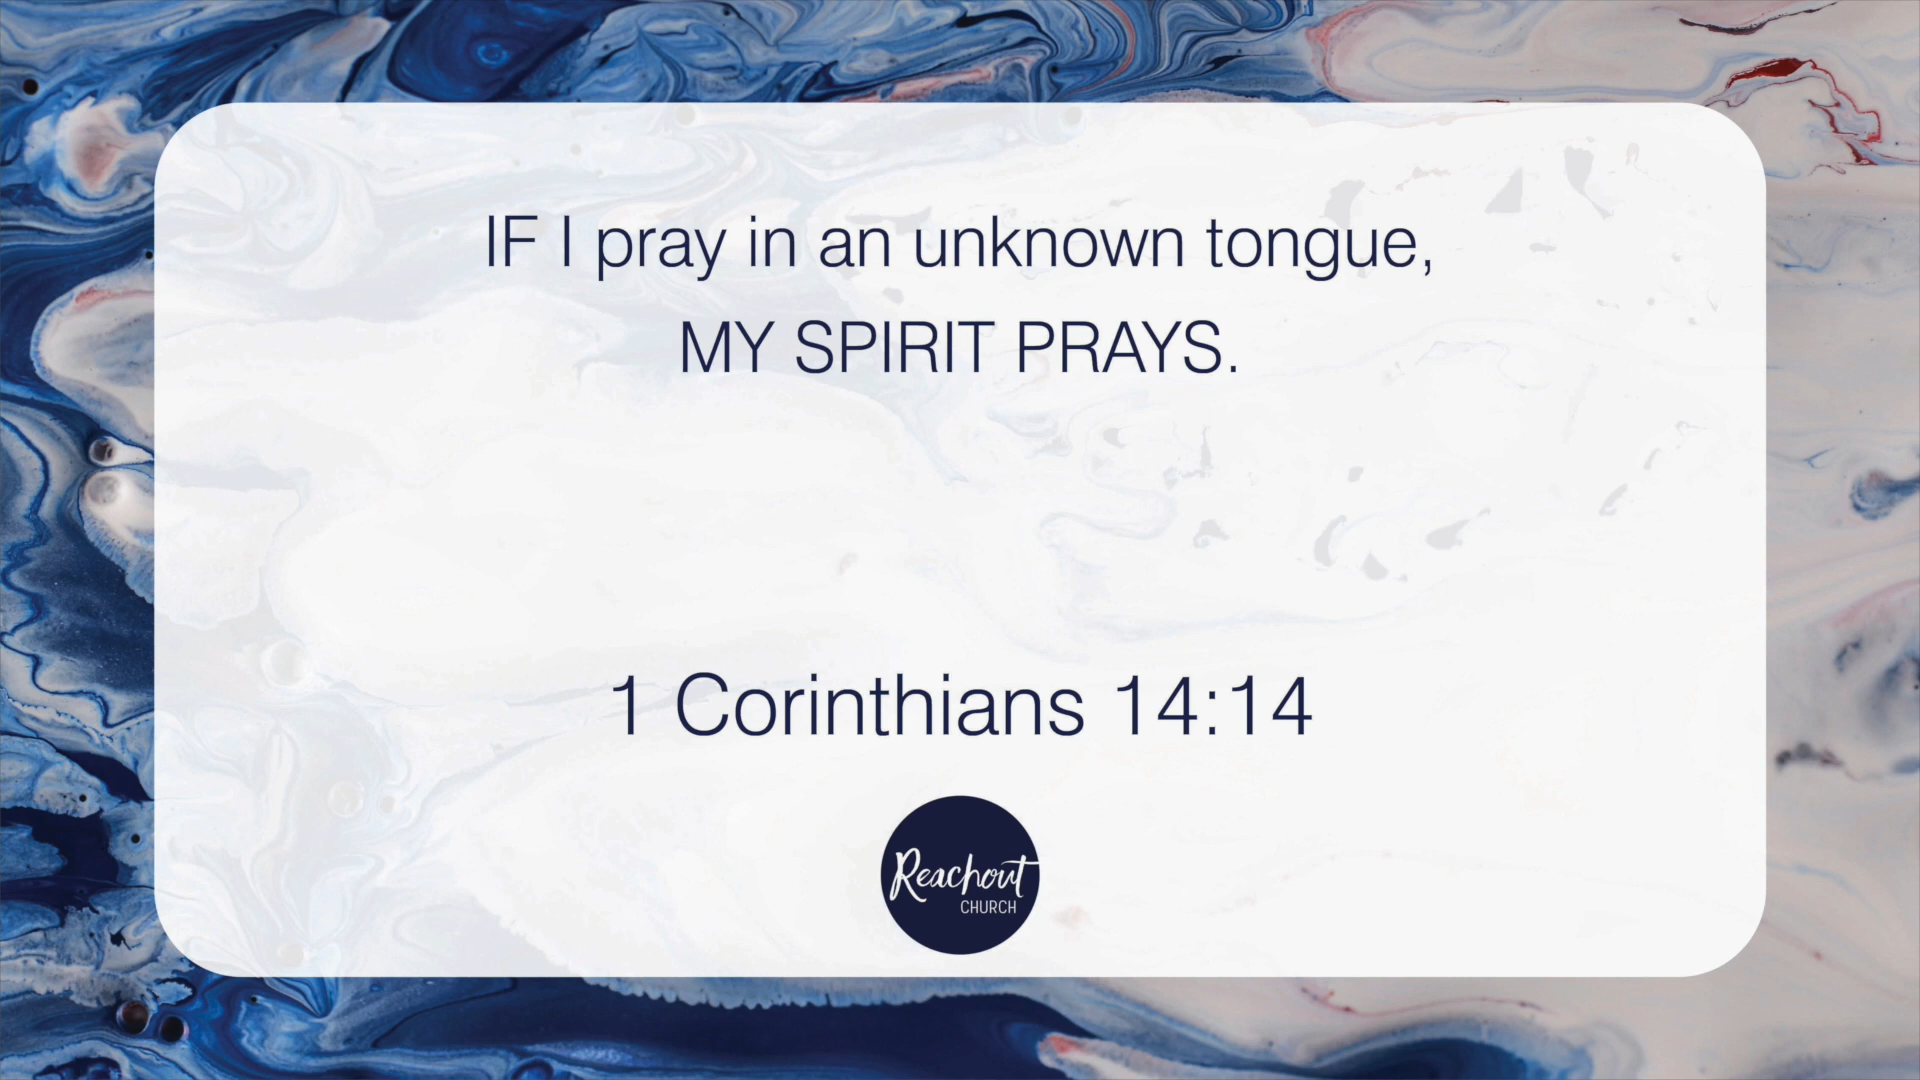 IF I pray in an unknown tongue,
MY SPIRIT PRAYS.
1 Corinthians 14:14
Reachout
CHURCH